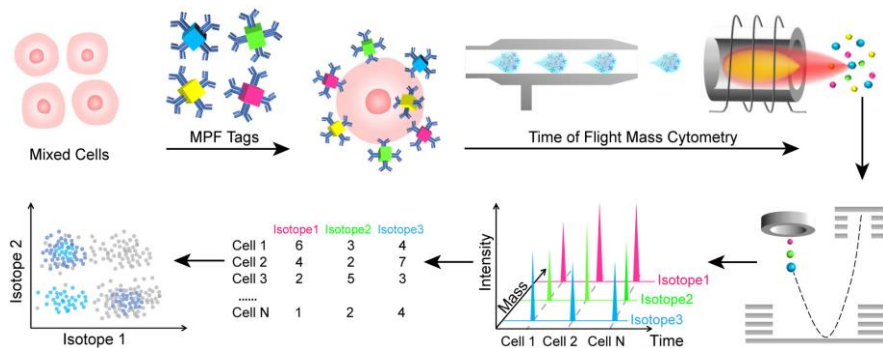 Mixed Cells
MPF Tags
Time of Flight Mass Cytometry
Isotope 2
Isotope 1
Isotope1 Isotope2 Isotope3
Cell 1 6 3 4
Cell 2 4 2 7
Cell 3 2 5 3
......
Cell N 1 2 4
Intensity
Mass
Isotope1
Isotope2
Isotope3
Cell 1 Cell 2 Cell N Time